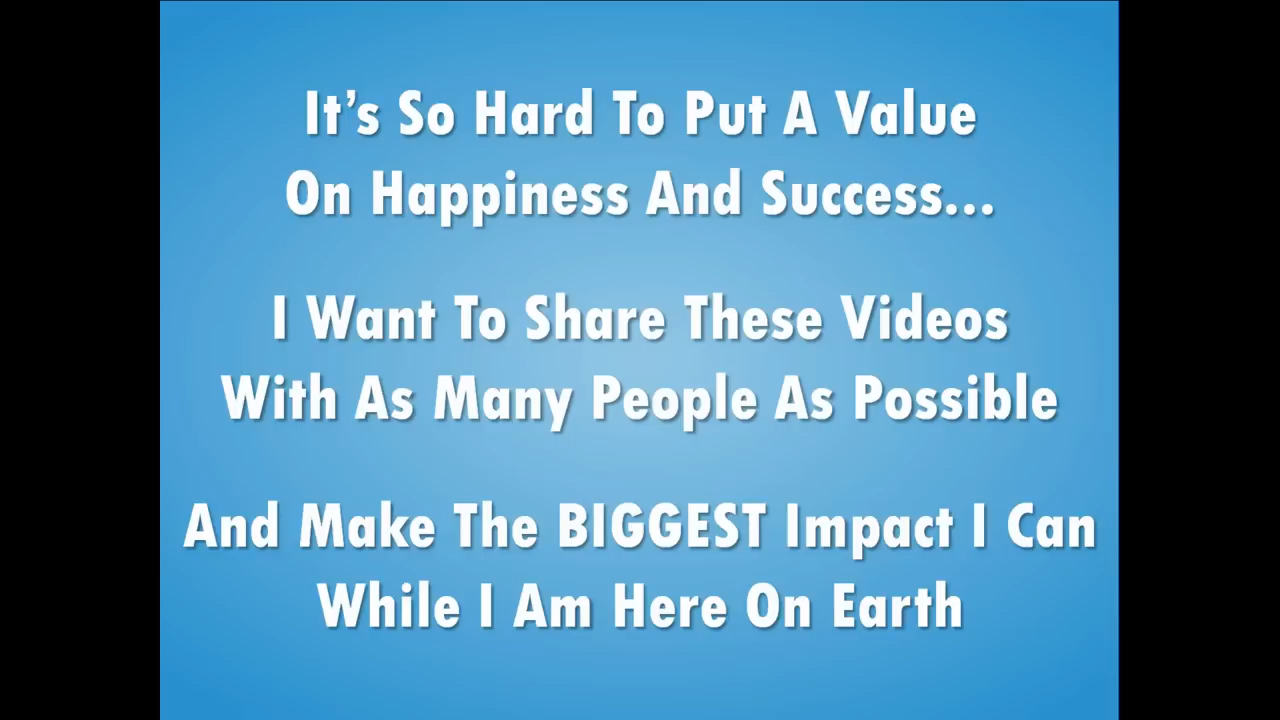 It’s So Hard To Put A Value
On Happiness And Success...
I Want To Share These Videos
With As Many People As Possible
And Make The BIGGEST Impact I Can
While I Am Here On Earth